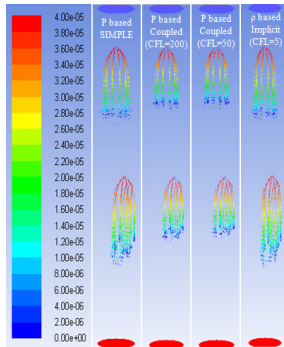 4.00e-05
3.80e-05
3.60e-05
3.40e-05
3.20e-05
3.00e-05
2.80e-05
2.60e-05
2.40e-05
2.20e-05
2.00e-05
1.80e-05
1.60e-05
1.40e-05
1.20e-05
1.00e-05
8.00e-06
6.00e-06
4.00e-06
2.00e-06
0.00e+00
P based
SIMPLE
P based
Coupled
(CFL=200)
P based
Coupled
(CFL=50)
ρ based
Implicit
(CFL=5)